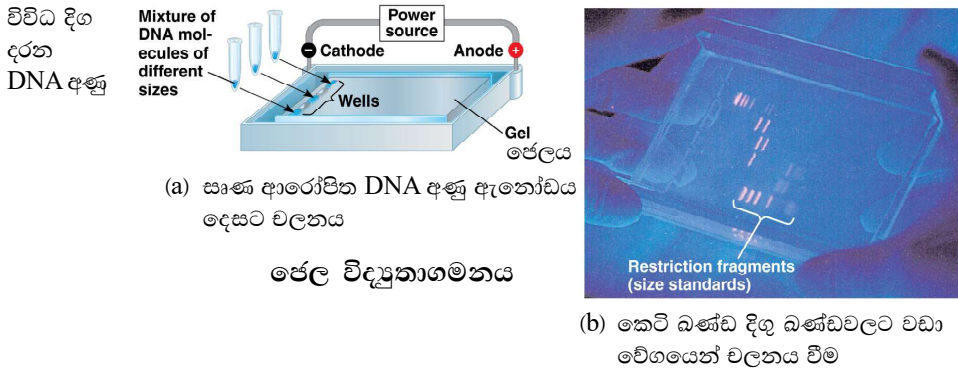 විවිධ දිග
දරන
DNA අණු
Mixture of
DNA mol-
ecules of
different
sizes
Power
source
− Cathode
Anode +
Wells
Gel
ජෙලය
(a) සෘණ ආරෝපිත DNA අණු ඇනෝඩය
දෙසට චලනය
ජෙල විද්‍යුතාගමනය
Restriction fragments
(size standards)
(b) කෙටි ඛණ්ඩ දිගු ඛණ්ඩවලට වඩා
වේගයෙන් චලනය වීම